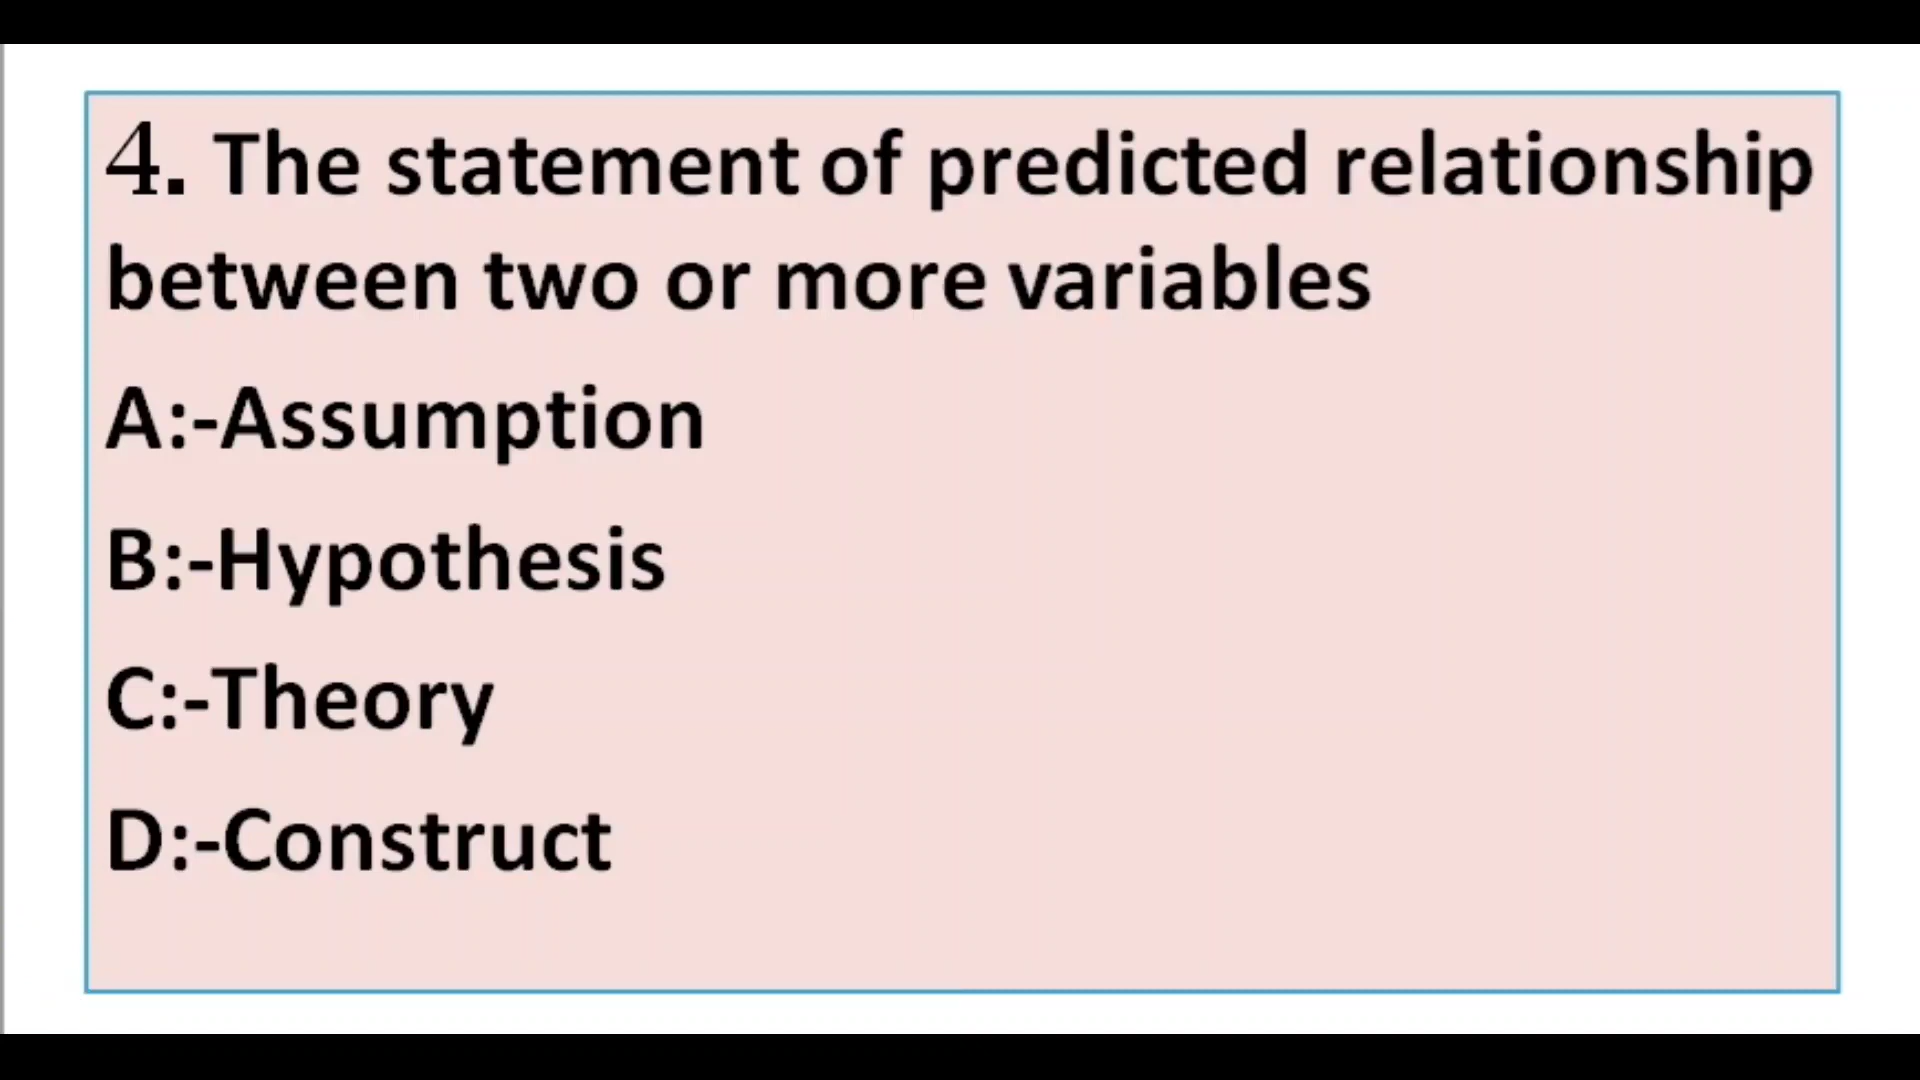 4. The statement of predicted relationship
between two or more variables
A:-Assumption
B:-Hypothesis
C:-Theory
D:-Construct